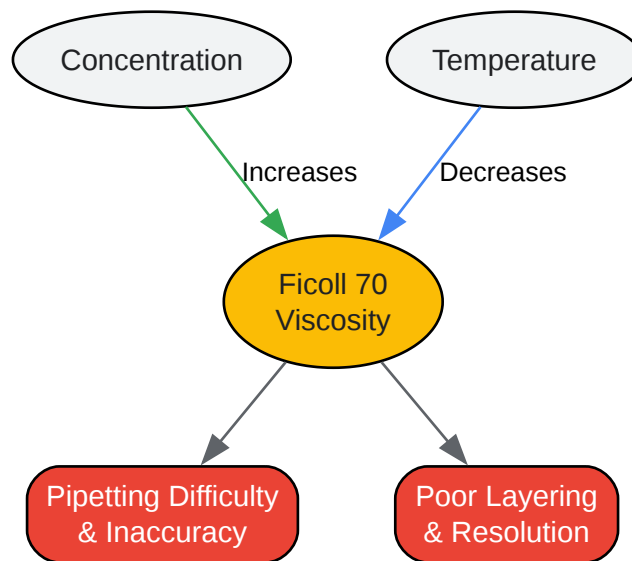 Concentration
Temperature
Increases
Decreases
Ficoll 70
Viscosity
Pipetting Difficulty
& Inaccuracy
Poor Layering
& Resolution